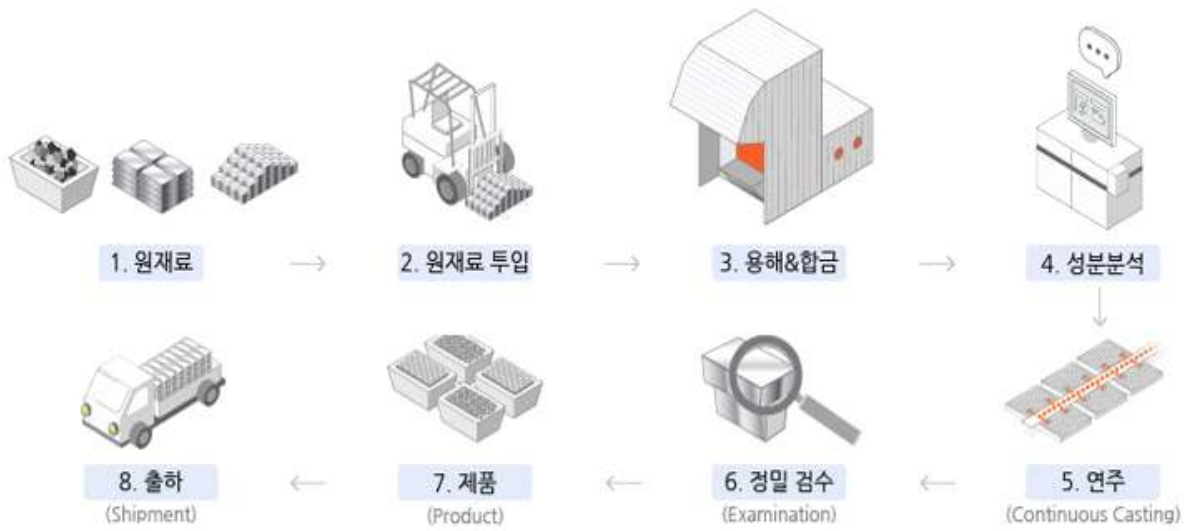 1. 원재료
2. 원재료 투입
3. 용해&합금
4. 성분분석
5. 연주
(Continuous Casting)
6. 정밀 검수
(Examination)
7. 제품
(Product)
8. 출하
(Shipment)